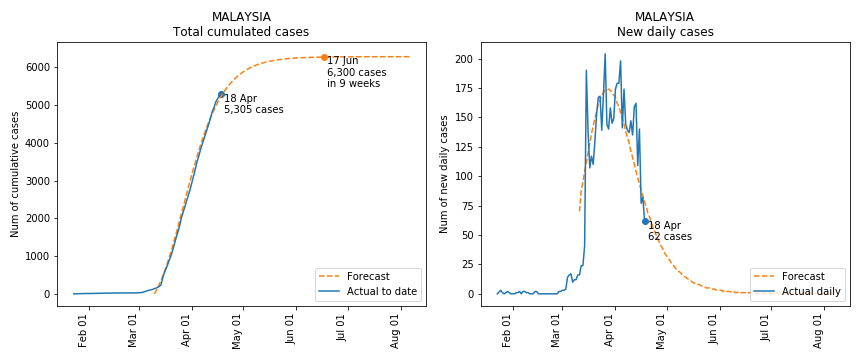 MALAYSIA
Total cumulated cases
Num of cumulative cases
6000
5000
4000
3000
2000
1000
0
17 Jun
6,300 cases
in 9 weeks
18 Apr
5,305 cases
Forecast
Actual to date
Feb 01
Mar 01
Apr 01
May 01
Jun 01
Jul 01
Aug 01
MALAYSIA
New daily cases
Num of new daily cases
200
175
150
125
100
75
50
25
0
18 Apr
62 cases
Forecast
Actual daily
Feb 01
Mar 01
Apr 01
May 01
Jun 01
Jul 01
Aug 01